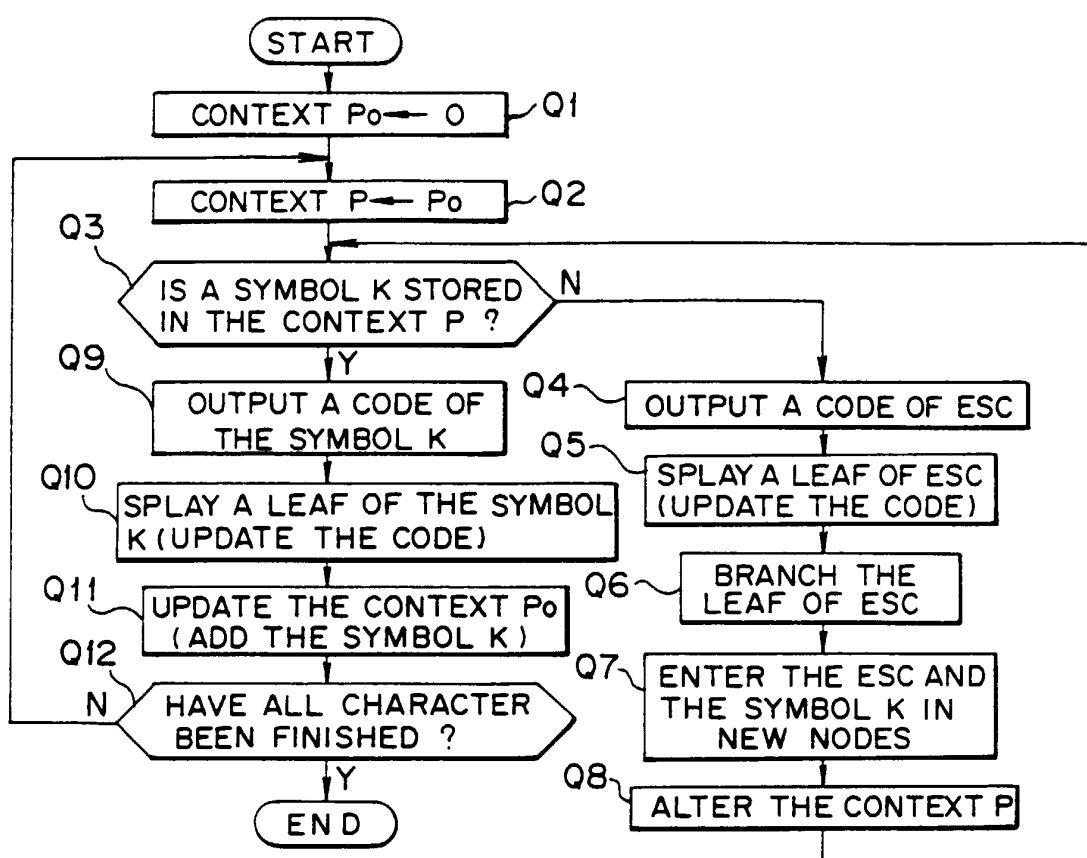 START
CONTEXT Po ← O
Q1
CONTEXT P ← Po
Q2
Q3
IS A SYMBOL K STORED
IN THE CONTEXT P ?
N
Y
Q9
OUTPUT A CODE OF
THE SYMBOL K
Q10
SPLAY A LEAF OF THE SYMBOL
K (UPDATE THE CODE)
Q11
UPDATE THE CONTEXT Po
(ADD THE SYMBOL K)
Q12
N
HAVE ALL CHARACTER
BEEN FINISHED ?
Y
END
Q4
OUTPUT A CODE OF ESC
Q5
SPLAY A LEAF OF ESC
(UPDATE THE CODE)
Q6
BRANCH THE
LEAF OF ESC
Q7
ENTER THE ESC AND
THE SYMBOL K IN
NEW NODES
Q8
ALTER THE CONTEXT P